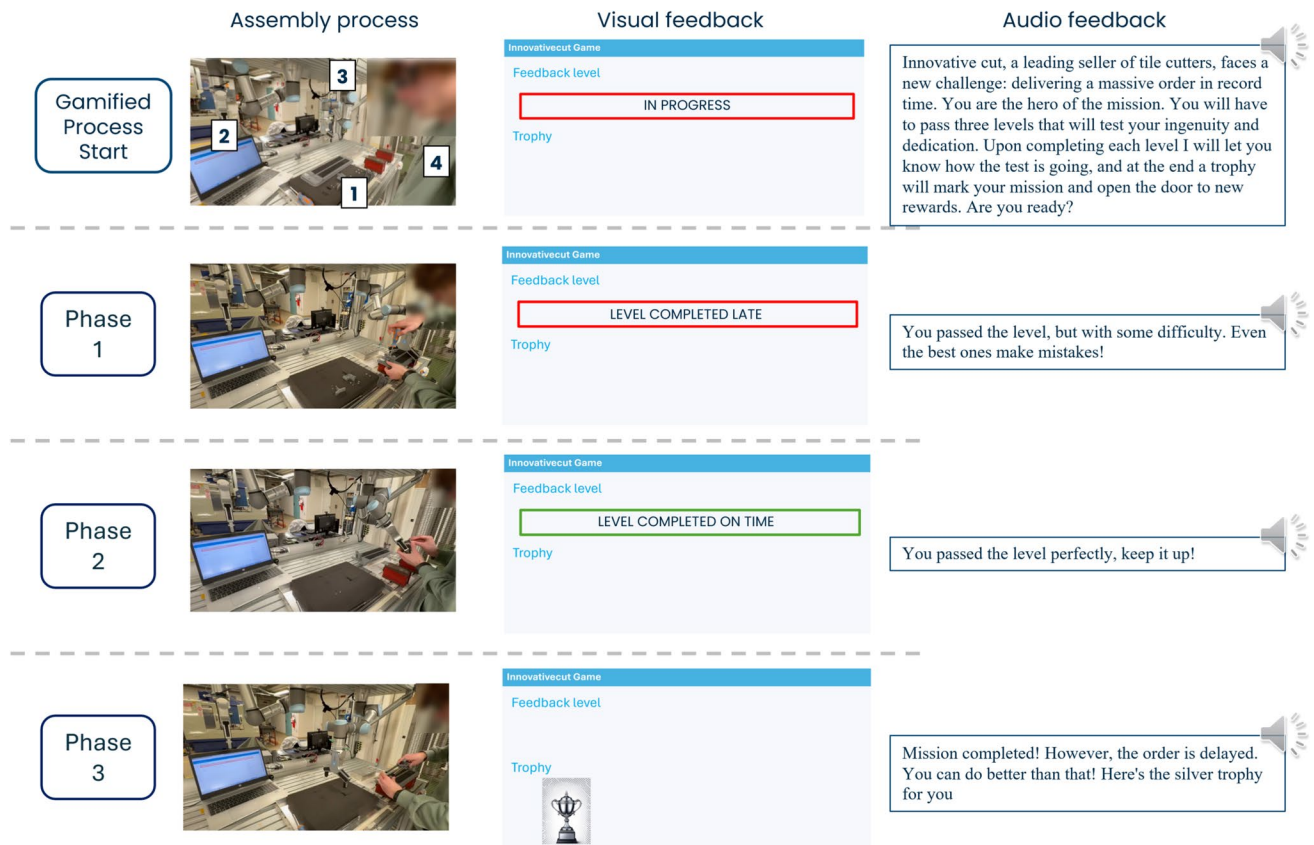 Assembly process
Visual feedback
Audio feedback
Gamified
Process
Start
1
2
3
4
Innovativecut Game
Feedback level
IN PROGRESS
Trophy
Innovative cut, a leading seller of tile cutters, faces a
new challenge: delivering a massive order in record
time. You are the hero of the mission. You will have
to pass three levels that will test your ingenuity and
dedication. Upon completing each level I will let you
know how the test is going, and at the end a trophy
will mark your mission and open the door to new
rewards. Are you ready?
Phase
1
Innovativecut Game
Feedback level
LEVEL COMPLETED LATE
Trophy
You passed the level, but with some difficulty. Even
the best ones make mistakes!
Phase
2
Innovativecut Game
Feedback level
LEVEL COMPLETED ON TIME
Trophy
You passed the level perfectly, keep it up!
Phase
3
Innovativecut Game
Feedback level
Trophy
Mission completed! However, the order is delayed.
You can do better than that! Here's the silver trophy
for you